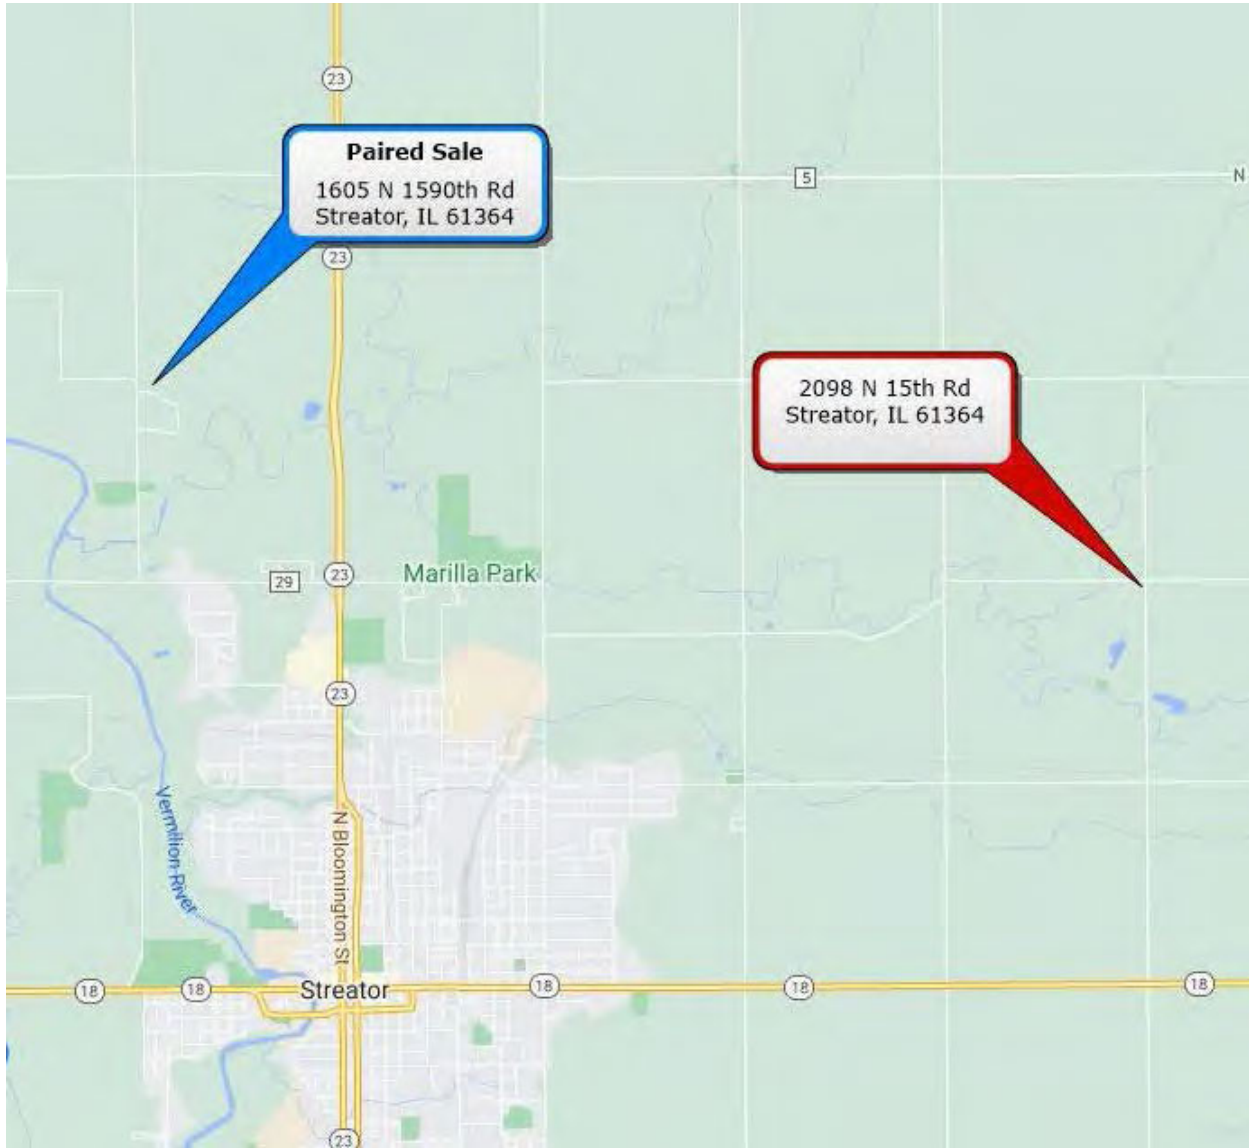 23
Paired Sale
1605 N 1590th Rd
Streator, IL 61364
5
N
23
2098 N 15th Rd
Streator, IL 61364
29
23
Marilla Park
23
Vermilion River
N Bloomington St
18
18
Streator
18
18
18
23